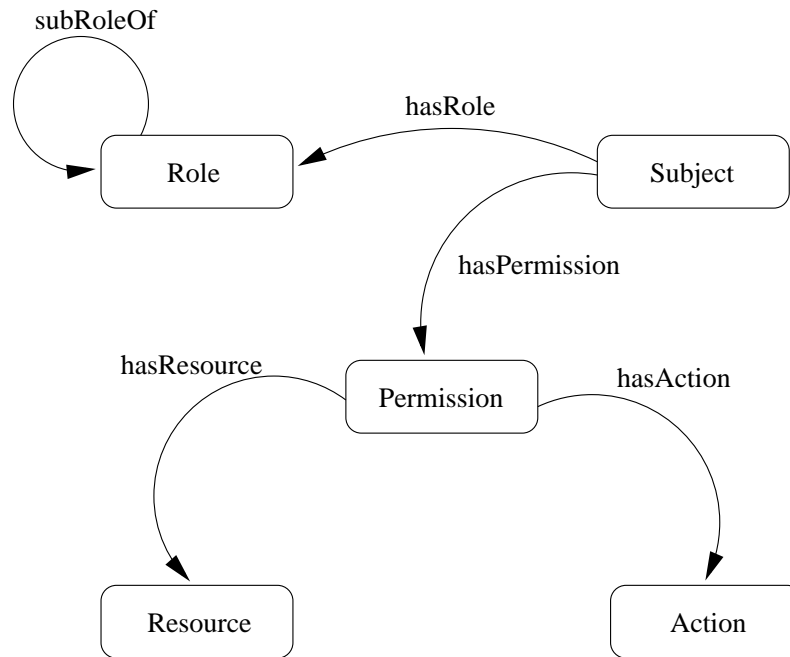 subRoleOf
hasRole
Role
Subject
hasPermission
hasResource
hasAction
Permission
Resource
Action